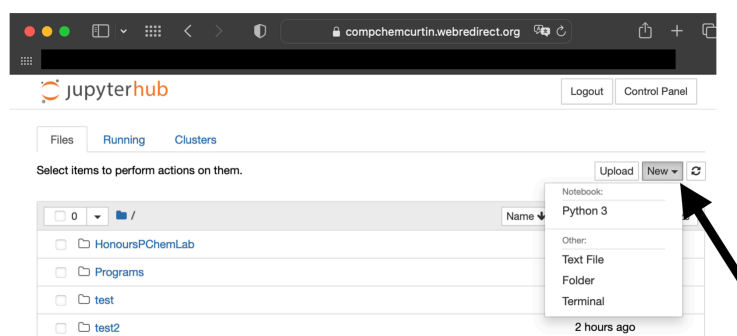 compchemcurtin.webredirect.org
jupyterhub
Logout Control Panel
Files Running Clusters
Select items to perform actions on them.
Upload New
Notebook:
0 / Name
Python 3
HonoursPChemLab
Other:
Text File
Programs
Folder
test
Terminal
test2 2 hours ago